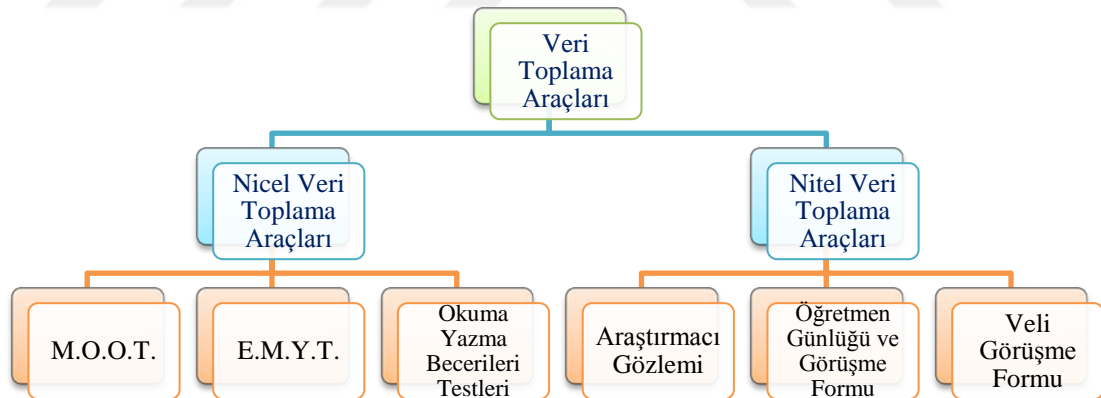 Veri
Toplama
Araçları
Nicel Veri
Toplama
Araçları
Nitel Veri
Toplama
Araçları
M.O.O.T.
E.M.Y.T.
Okuma
Yazma
Becerileri
Testleri
Araştırmacı
Gözlemi
Öğretmen
Günlüğü ve
Görüşme
Formu
Veli
Görüşme
Formu